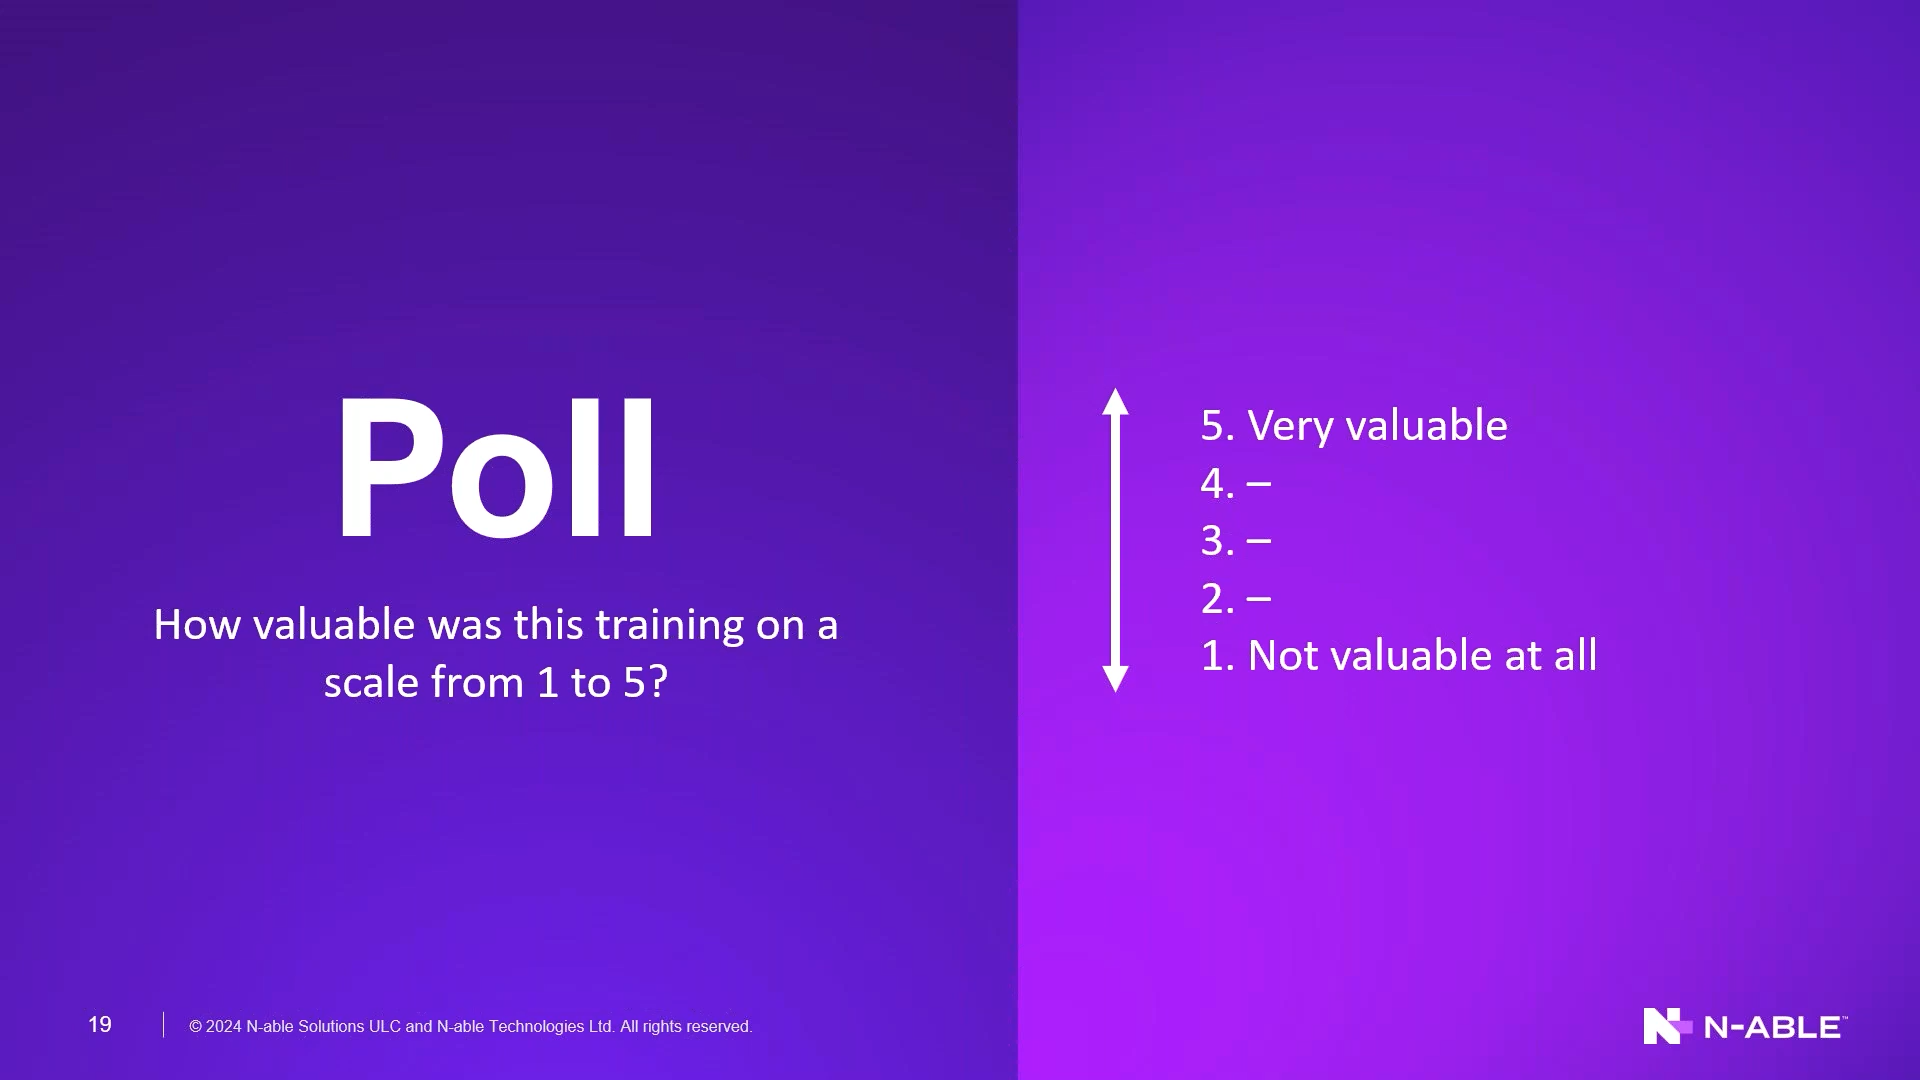 Poll
How valuable was this training on a
scale from 1 to 5?
5. Very valuable
4. –
3. –
2. –
1. Not valuable at all
19
© 2024 N-able Solutions ULC and N-able Technologies Ltd. All rights reserved.
N-ABLE™